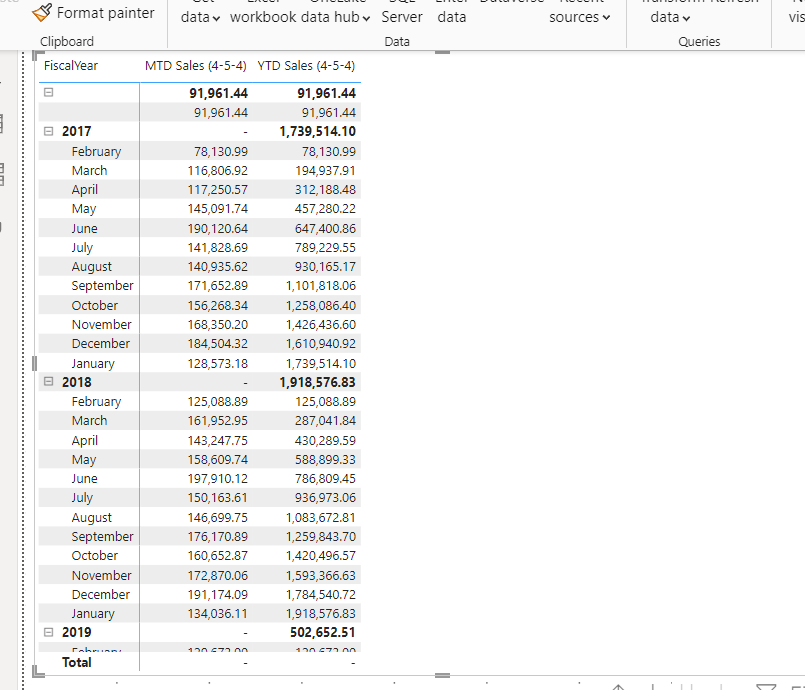 Format painter
data workbook data hub Server data sources data
Clipboard Data Queries
FiscalYear MTD Sales (4-5-4) YTD Sales (4-5-4)
91,961.44 91,961.44
91,961.44 91,961.44
2017 - 1,739,514.10
February 78,130.99 78,130.99
March 116,806.92 194,937.91
April 117,250.57 312,188.48
May 145,091.74 457,280.22
June 190,120.64 647,400.86
July 141,828.69 789,229.55
August 140,935.62 930,165.17
September 171,652.89 1,101,818.06
October 156,268.34 1,258,086.40
November 168,350.20 1,426,436.60
December 184,504.32 1,610,940.92
January 128,573.18 1,739,514.10
2018 - 1,918,576.83
February 125,088.89 125,088.89
March 161,952.95 287,041.84
April 143,247.75 430,289.59
May 158,609.74 588,899.33
June 197,910.12 786,809.45
July 150,163.61 936,973.06
August 146,699.75 1,083,672.81
September 176,170.89 1,259,843.70
October 160,652.87 1,420,496.57
November 172,870.06 1,593,366.63
December 191,174.09 1,784,540.72
January 134,036.11 1,918,576.83
2019 - 502,652.51
Total - -